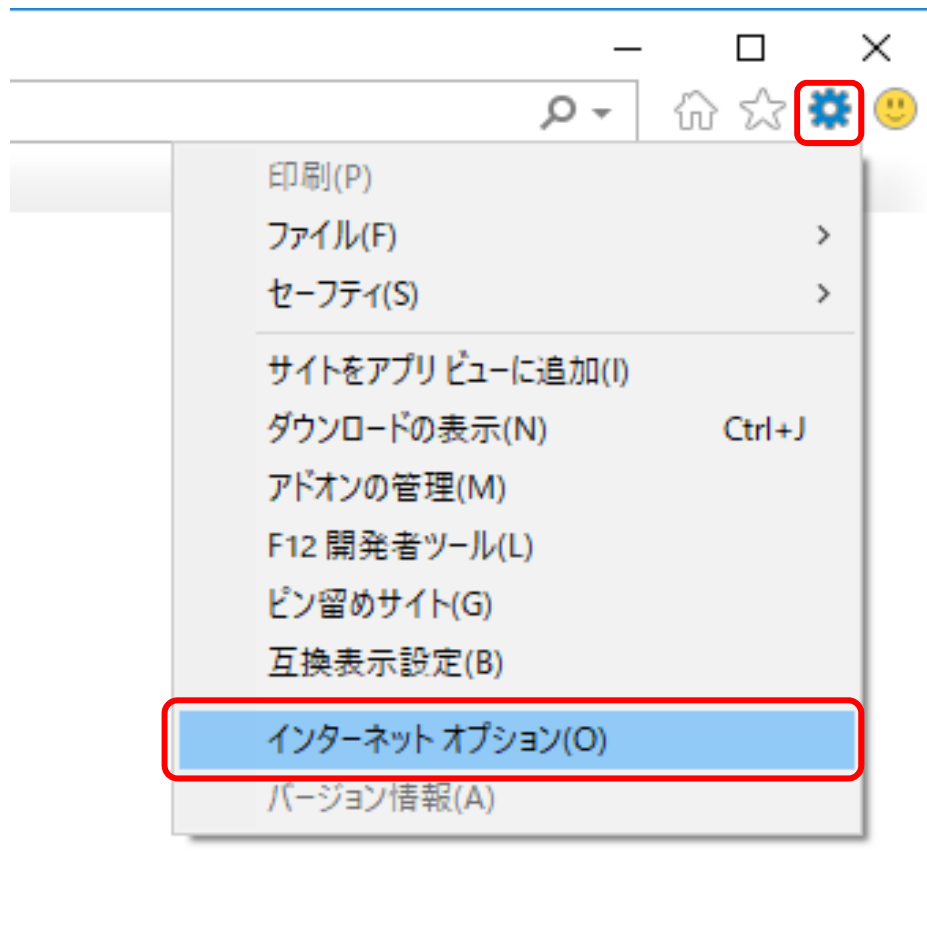 印刷(P)
ファイル(F)
セーフティ(S)
サイトをアプリ ビューに追加(I)
ダウンロードの表示(N) Ctrl+J
アドオンの管理(M)
F12 開発者ツール(L)
ピン留めサイト(G)
互換表示設定(B)
インターネット オプション(O)
バージョン情報(A)